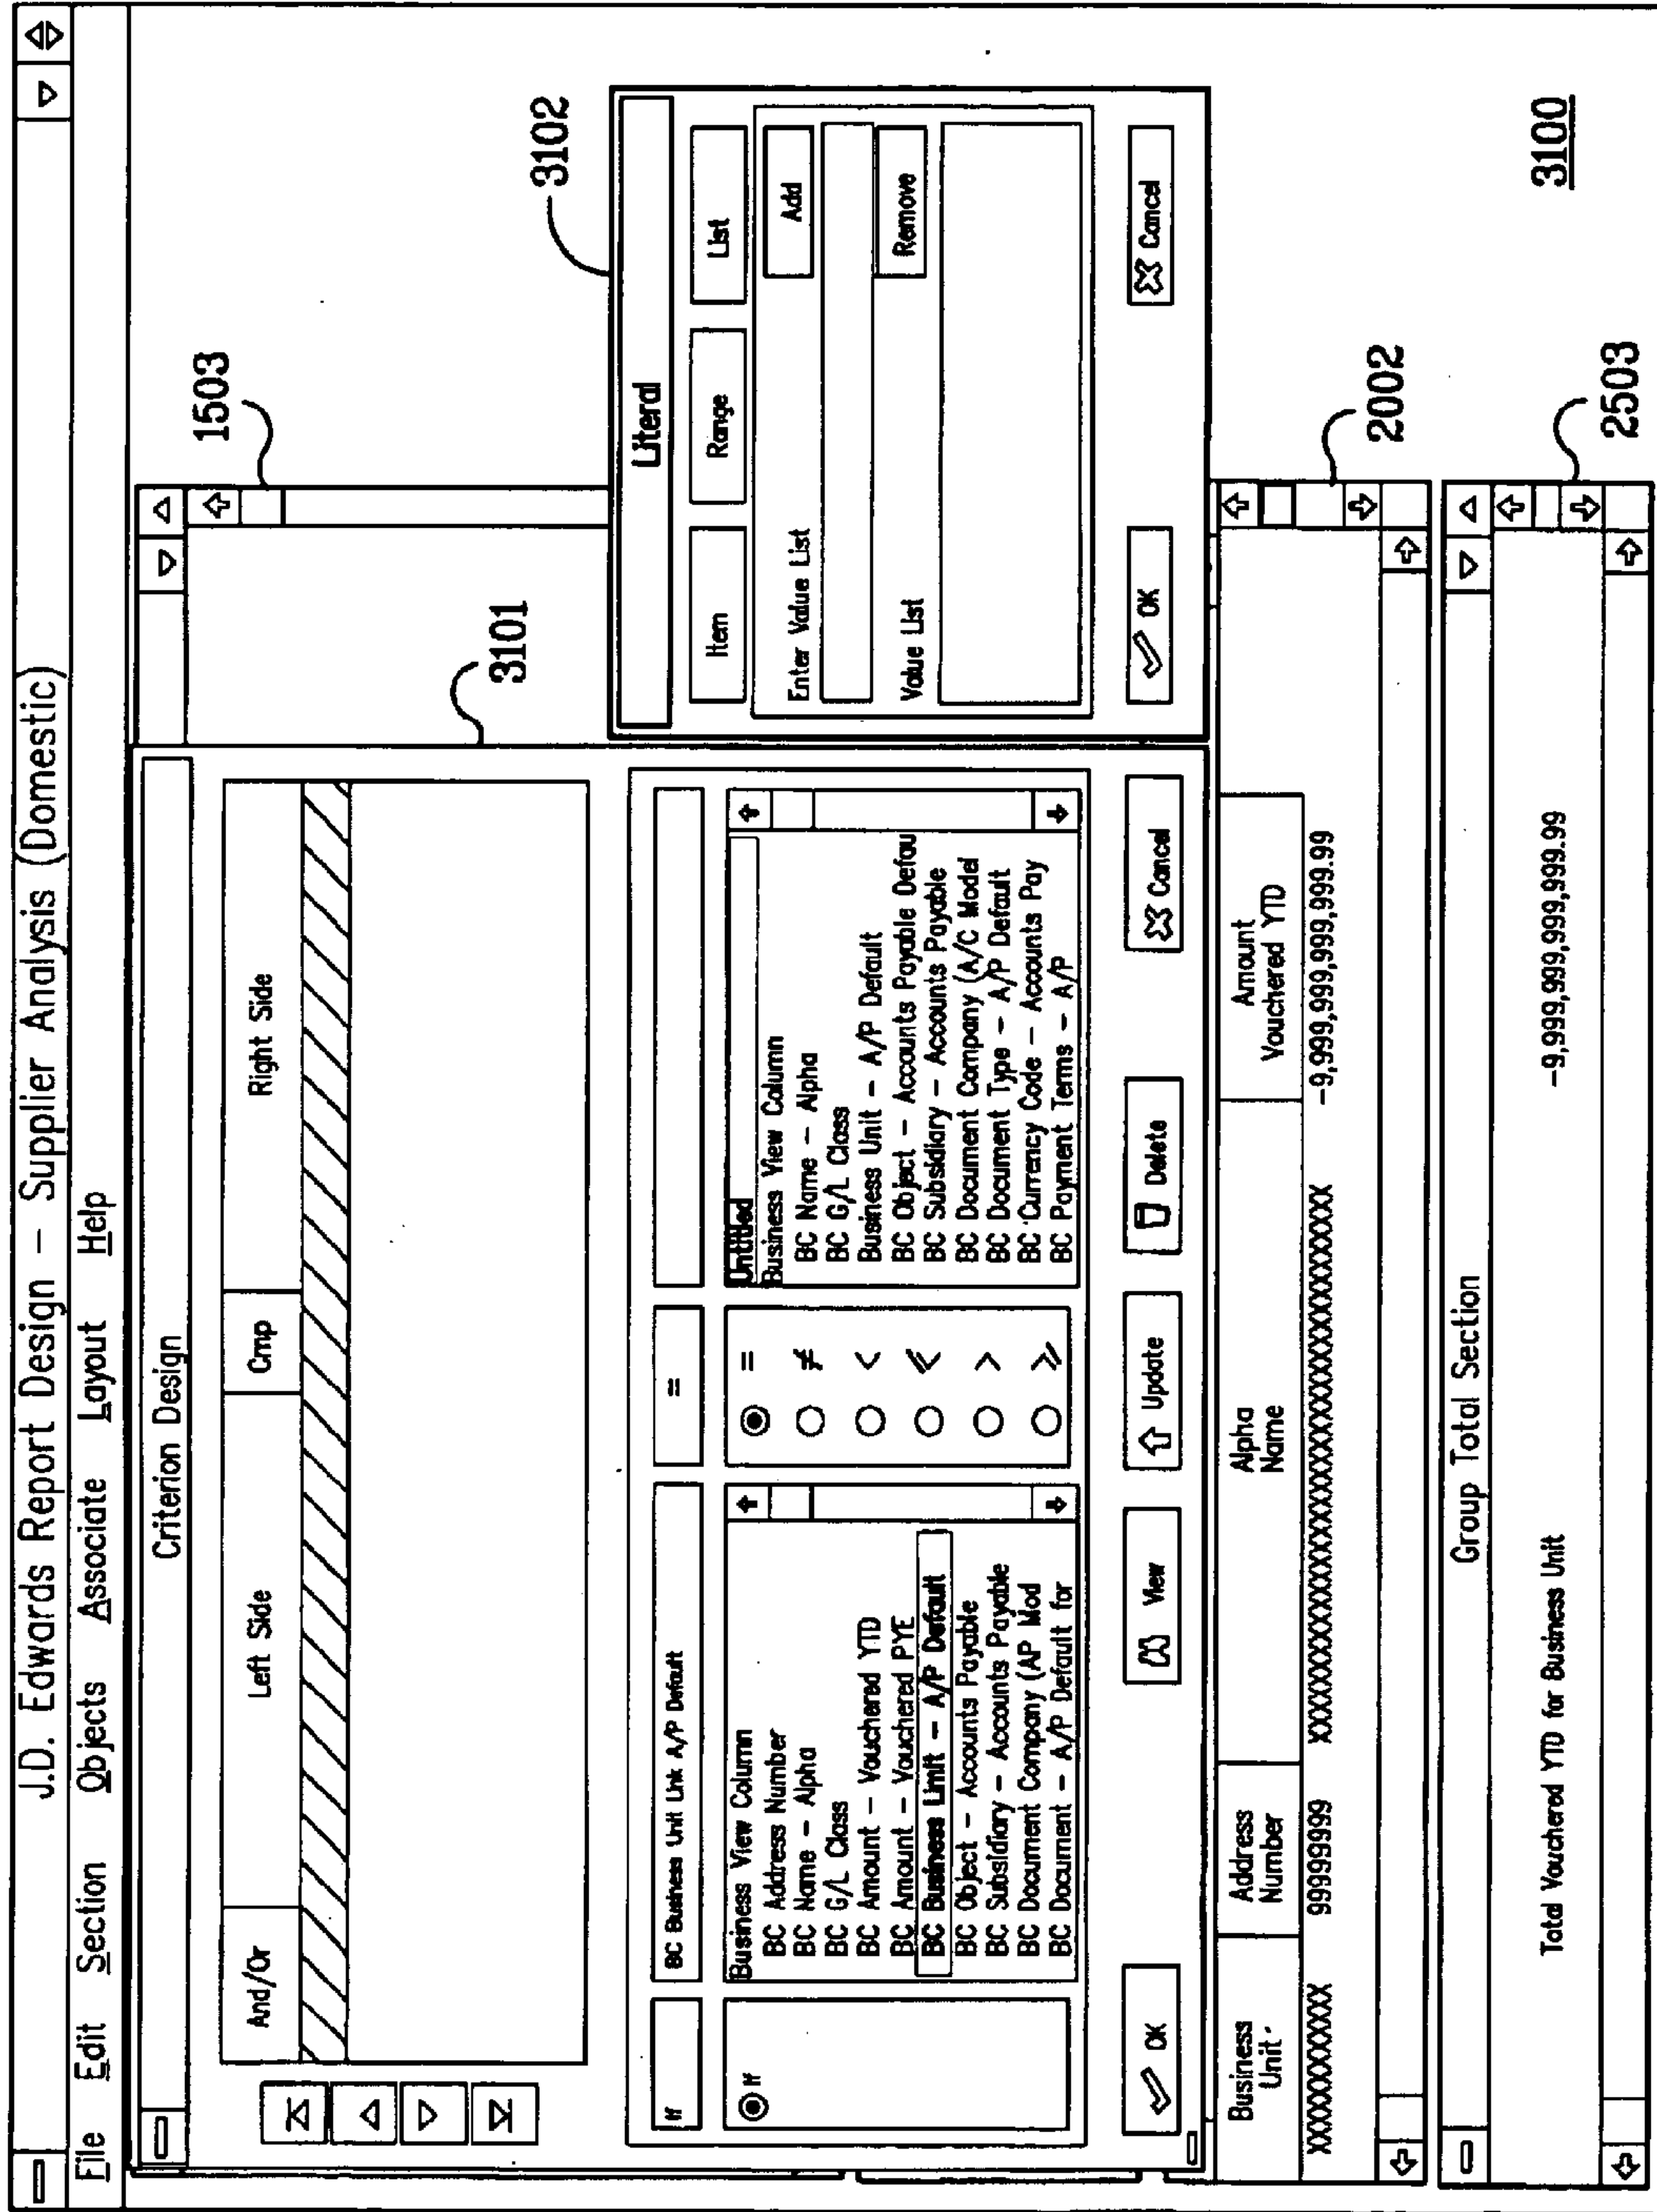 J.D. Edwards Report Design – Supplier Analysis (Domestic)
File Edit Section Objects Associate Layout Help
Criterion Design
And/Or Left Side Cmp Right Side
1503
3101
3102
If BC Business Unit Link A/P Default =
If
Business View Column
BC Address Number
BC Name – Alpha
BC G/L Class
BC Amount – Vouchered YTD
BC Amount – Vouchered PYE
BC Business Limit – A/P Default
BC Object – Accounts Payable
BC Subsidiary – Accounts Payable
BC Document Company (AP Mod
BC Document – A/P Default for
=
≠
<
≤
>
≥
Untitled
Business View Column
BC Name – Alpha
BC G/L Class
Business Unit – A/P Default
BC Object – Accounts Payable Defau
BC Subsidiary – Accounts Payable
BC Document Company (A/C Model
BC Document Type – A/P Default
BC Currency Code – Accounts Pay
BC Payment Terms – A/P
OK View Update Delete Cancel
Literal
Item Range List
Enter Value List Add
Value List Remove
OK Cancel
Business Unit
Address Number
Alpha Name
Amount Vouchered YTD
XXXXXXXXXXXX 99999999 XXXXXXXXXXXXXXXXXXXXXXXXXXXXXXXXXXXXXXXX -9,999,999,999,999,999.99
2002
Group Total Section
Total Vouchered YTD for Business Unit -9,999,999,999,999.99
2503
3100